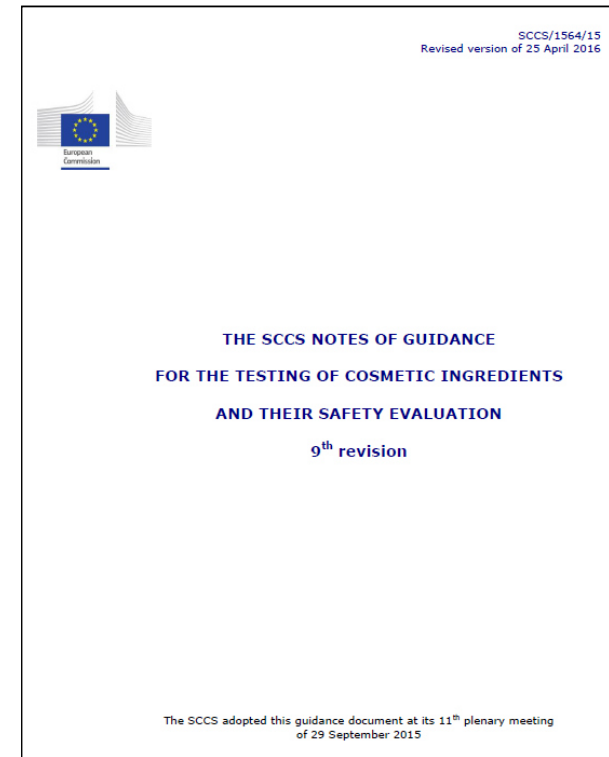 SCCS/1564/15
Revised version of 25 April 2016
European
Commission
THE SCCS NOTES OF GUIDANCE
FOR THE TESTING OF COSMETIC INGREDIENTS
AND THEIR SAFETY EVALUATION
9th revision
The SCCS adopted this guidance document at its 11th plenary meeting
of 29 September 2015